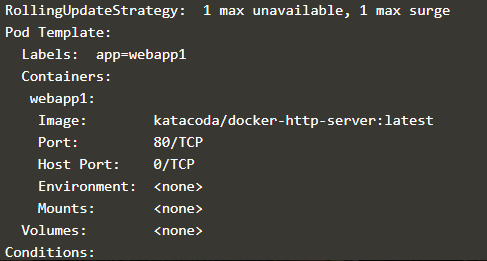 RollingUpdateStrategy:  1 max unavailable, 1 max surge
Pod Template:
  Labels:  app=webapp1
  Containers:
   webapp1:
    Image:        katacoda/docker-http-server:latest
    Port:         80/TCP
    Host Port:    0/TCP
    Environment:  <none>
    Mounts:       <none>
  Volumes:        <none>
Conditions: